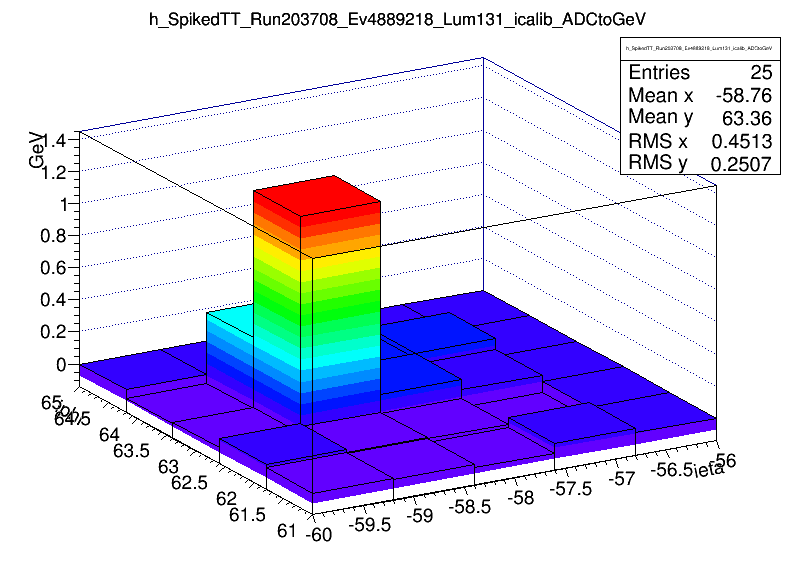 h_SpikedTT_Run203708_Ev4889218_Lum131_icalib_ADCtoGeV
h_SpikedTT_Run203708_Ev4889218_Lum131_icalib_ADCtoGeV
Entries 25
Mean x -58.76
Mean y 63.36
RMS x 0.4513
RMS y 0.2507
GeV
1.4
1.2
1
0.8
0.6
0.4
0.2
0
65
64.5
64
63.5
63
62.5
62
61.5
61
-60
-59.5
-59
-58.5
-58
-57.5
-57
-56.5
ieta
-56